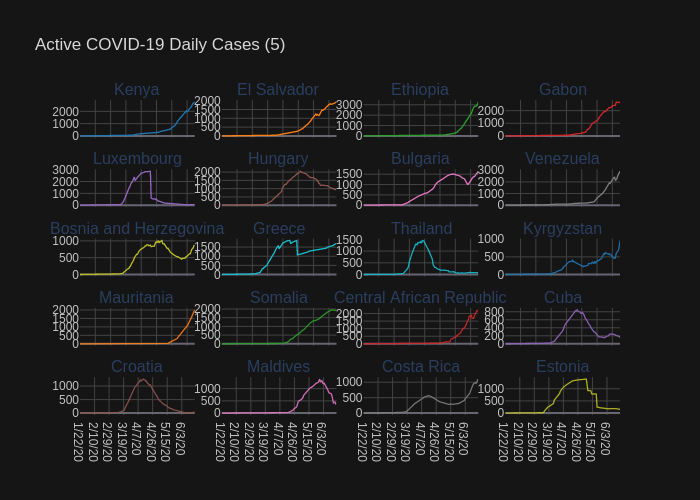 Active COVID-19 Daily Cases (5)
Kenya El Salvador Ethiopia Gabon
2000 1000 0
2000 1500 1000 500 0
3000 2000 1000 0
2000 1000 0
Luxembourg Hungary Bulgaria Venezuela
3000 2000 1000 0
2000 1500 1000 500 0
1500 1000 500 0
3000 2000 1000 0
Bosnia and Herzegovina Greece Thailand Kyrgyzstan
1000 500 0
1500 1000 500 0
1500 1000 500 0
1000 500 0
Mauritania Somalia Central African Republic Cuba
2000 1500 1000 500 0
2000 1000 0
2000 1500 1000 500 0
800 600 400 200 0
Croatia Maldives Costa Rica Estonia
1000 500 0
1000 500 0
1000 500 0
1000 500 0
1/22/20 2/10/20 2/29/20 3/19/20 4/7/20 4/26/20 5/15/20 6/3/20
1/22/20 2/10/20 2/29/20 3/19/20 4/7/20 4/26/20 5/15/20 6/3/20
1/22/20 2/10/20 2/29/20 3/19/20 4/7/20 4/26/20 5/15/20 6/3/20
1/22/20 2/10/20 2/29/20 3/19/20 4/7/20 4/26/20 5/15/20 6/3/20